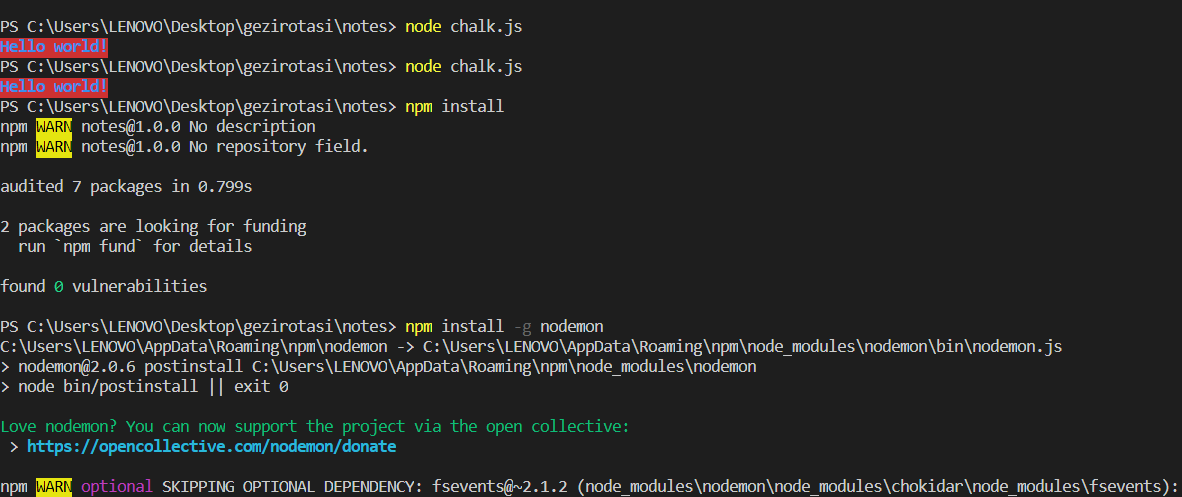 PS C:\Users\LENOVO\Desktop\gezirotasi\notes> node chalk.js
Hello world!
PS C:\Users\LENOVO\Desktop\gezirotasi\notes> node chalk.js
Hello world!
PS C:\Users\LENOVO\Desktop\gezirotasi\notes> npm install
npm WARN notes@1.0.0 No description
npm WARN notes@1.0.0 No repository field.
audited 7 packages in 0.799s
2 packages are looking for funding
  run `npm fund` for details
found 0 vulnerabilities
PS C:\Users\LENOVO\Desktop\gezirotasi\notes> npm install -g nodemon
C:\Users\LENOVO\AppData\Roaming\npm\nodemon -> C:\Users\LENOVO\AppData\Roaming\npm\node_modules\nodemon\bin\nodemon.js
> nodemon@2.0.6 postinstall C:\Users\LENOVO\AppData\Roaming\npm\node_modules\nodemon
> node bin/postinstall || exit 0
Love nodemon? You can now support the project via the open collective:
 > https://opencollective.com/nodemon/donate
npm WARN optional SKIPPING OPTIONAL DEPENDENCY: fsevents@~2.1.2 (node_modules\nodemon\node_modules\chokidar\node_modules\fsevents):